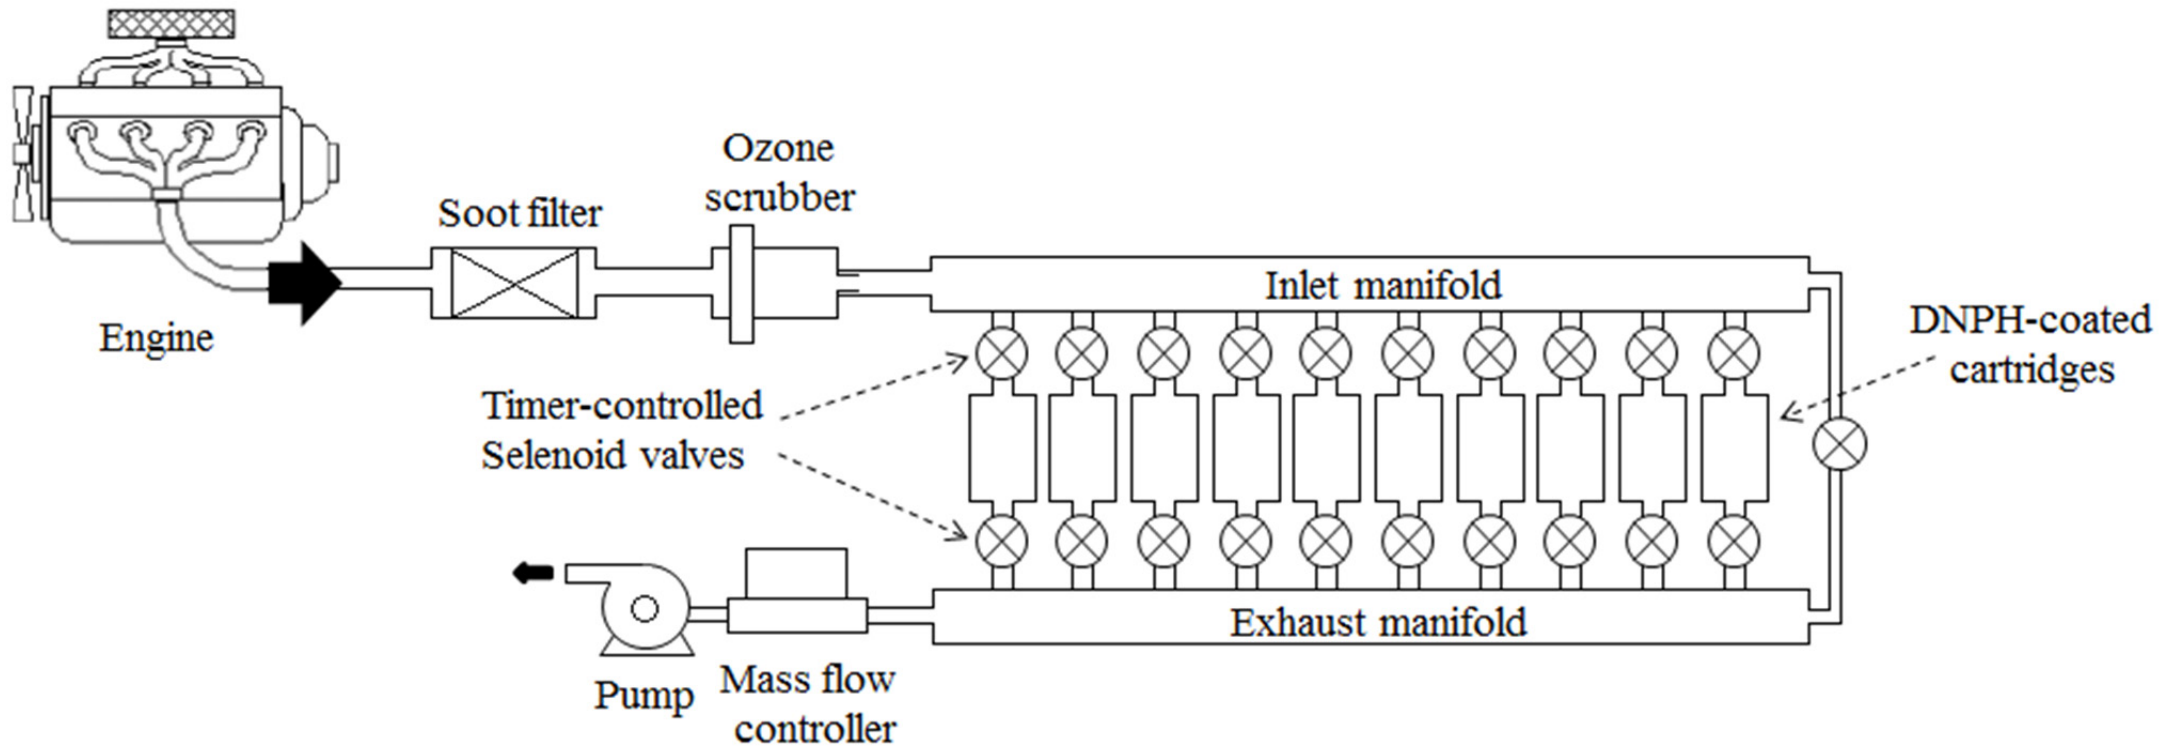 Ozone
scrubber
Soot filter
Engine
Inlet manifold
DNPH-coated
cartridges
Timer-controlled
Selenoid valves
Exhaust manifold
Pump
Mass flow
controller